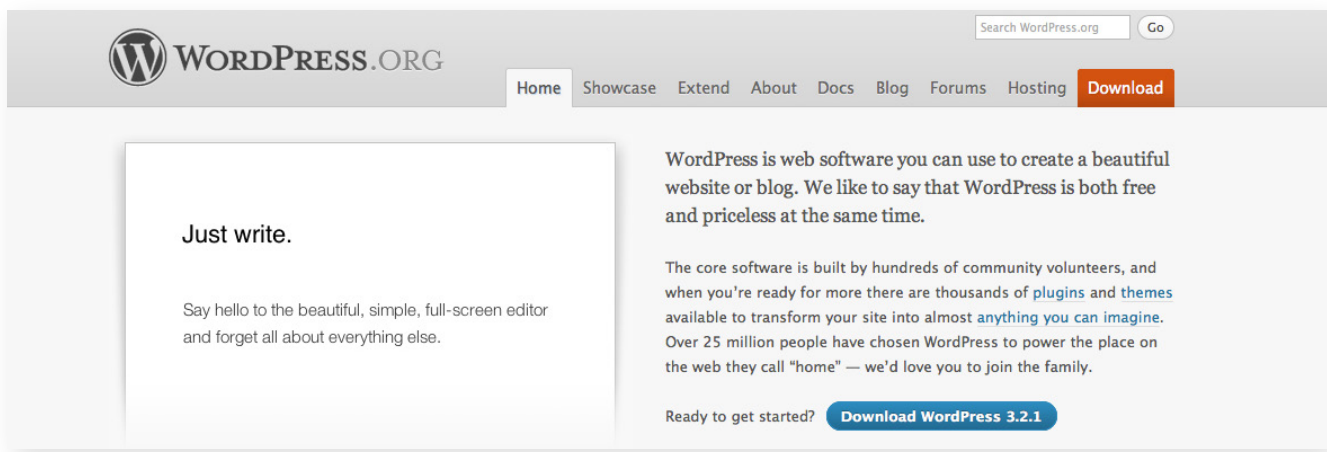 Search WordPress.org Go
WORDPRESS.ORG
Home Showcase Extend About Docs Blog Forums Hosting Download
Just write.
Say hello to the beautiful, simple, full-screen editor
and forget all about everything else.
WordPress is web software you can use to create a beautiful
website or blog. We like to say that WordPress is both free
and priceless at the same time.
The core software is built by hundreds of community volunteers, and
when you're ready for more there are thousands of plugins and themes
available to transform your site into almost anything you can imagine.
Over 25 million people have chosen WordPress to power the place on
the web they call “home” — we'd love you to join the family.
Ready to get started? Download WordPress 3.2.1